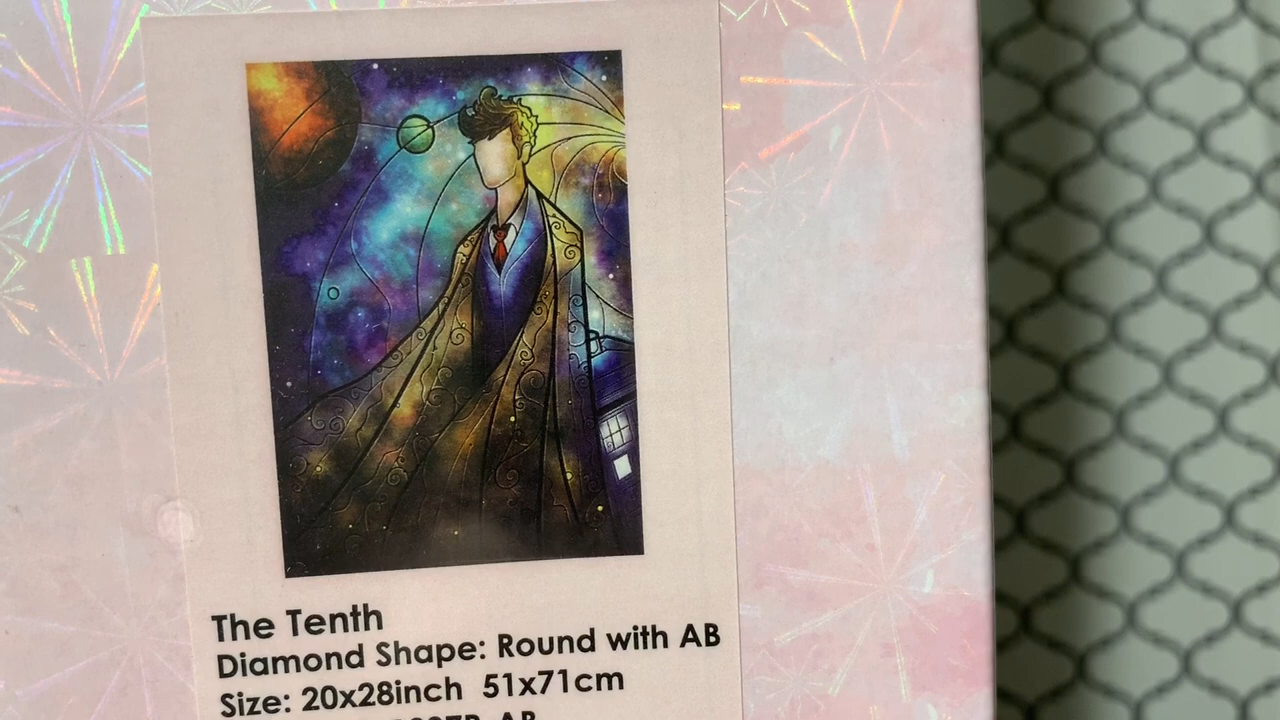 The Tenth
Diamond Shape: Round with AB
Size: 20x28inch 51x71cm